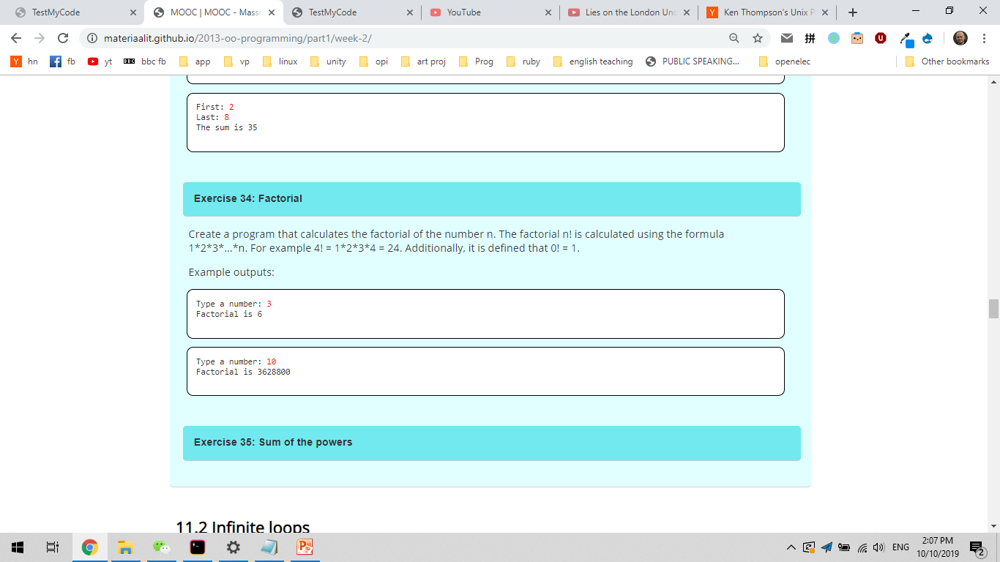 TestMyCode
MOOC | MOOC - Massi
TestMyCode
YouTube
Lies on the London Unc
Ken Thompson's Unix P
materiaalit.github.io/2013-oo-programming/part1/week-2/
hn
fb
yt
BBC bbc fb
app
vp
linux
unity
opi
art proj
Prog
ruby
english teaching
PUBLIC SPEAKING...
openelec
Other bookmarks
First: 2
Last: 8
The sum is 35
Exercise 34: Factorial
Create a program that calculates the factorial of the number n. The factorial n! is calculated using the formula
1*2*3*...*n. For example 4! = 1*2*3*4 = 24. Additionally, it is defined that 0! = 1.
Example outputs:
Type a number: 3
Factorial is 6
Type a number: 10
Factorial is 3628800
Exercise 35: Sum of the powers
11.2 Infinite loops
ENG
2:07 PM
10/10/2019
2